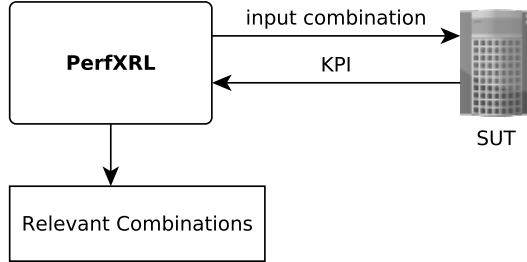 input combination
PerfXRL
KPI
SUT
Relevant Combinations